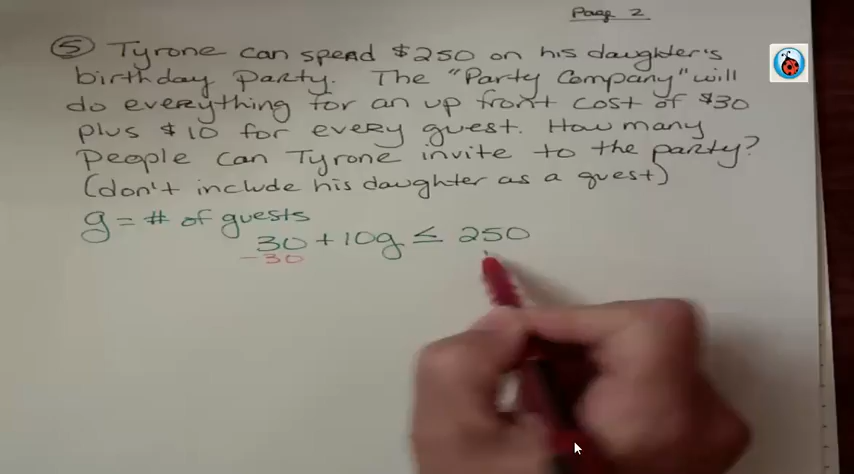 Page 2
⑤ Tyrone can spend $250 on his daughter's
birthday party. The "Party Company" will
do everything for an up front cost of $30
plus $10 for every guest. How many
people can Tyrone invite to the party?
(don't include his daughter as a guest)
g = # of guests
30 + 10g ≤ 250
-30